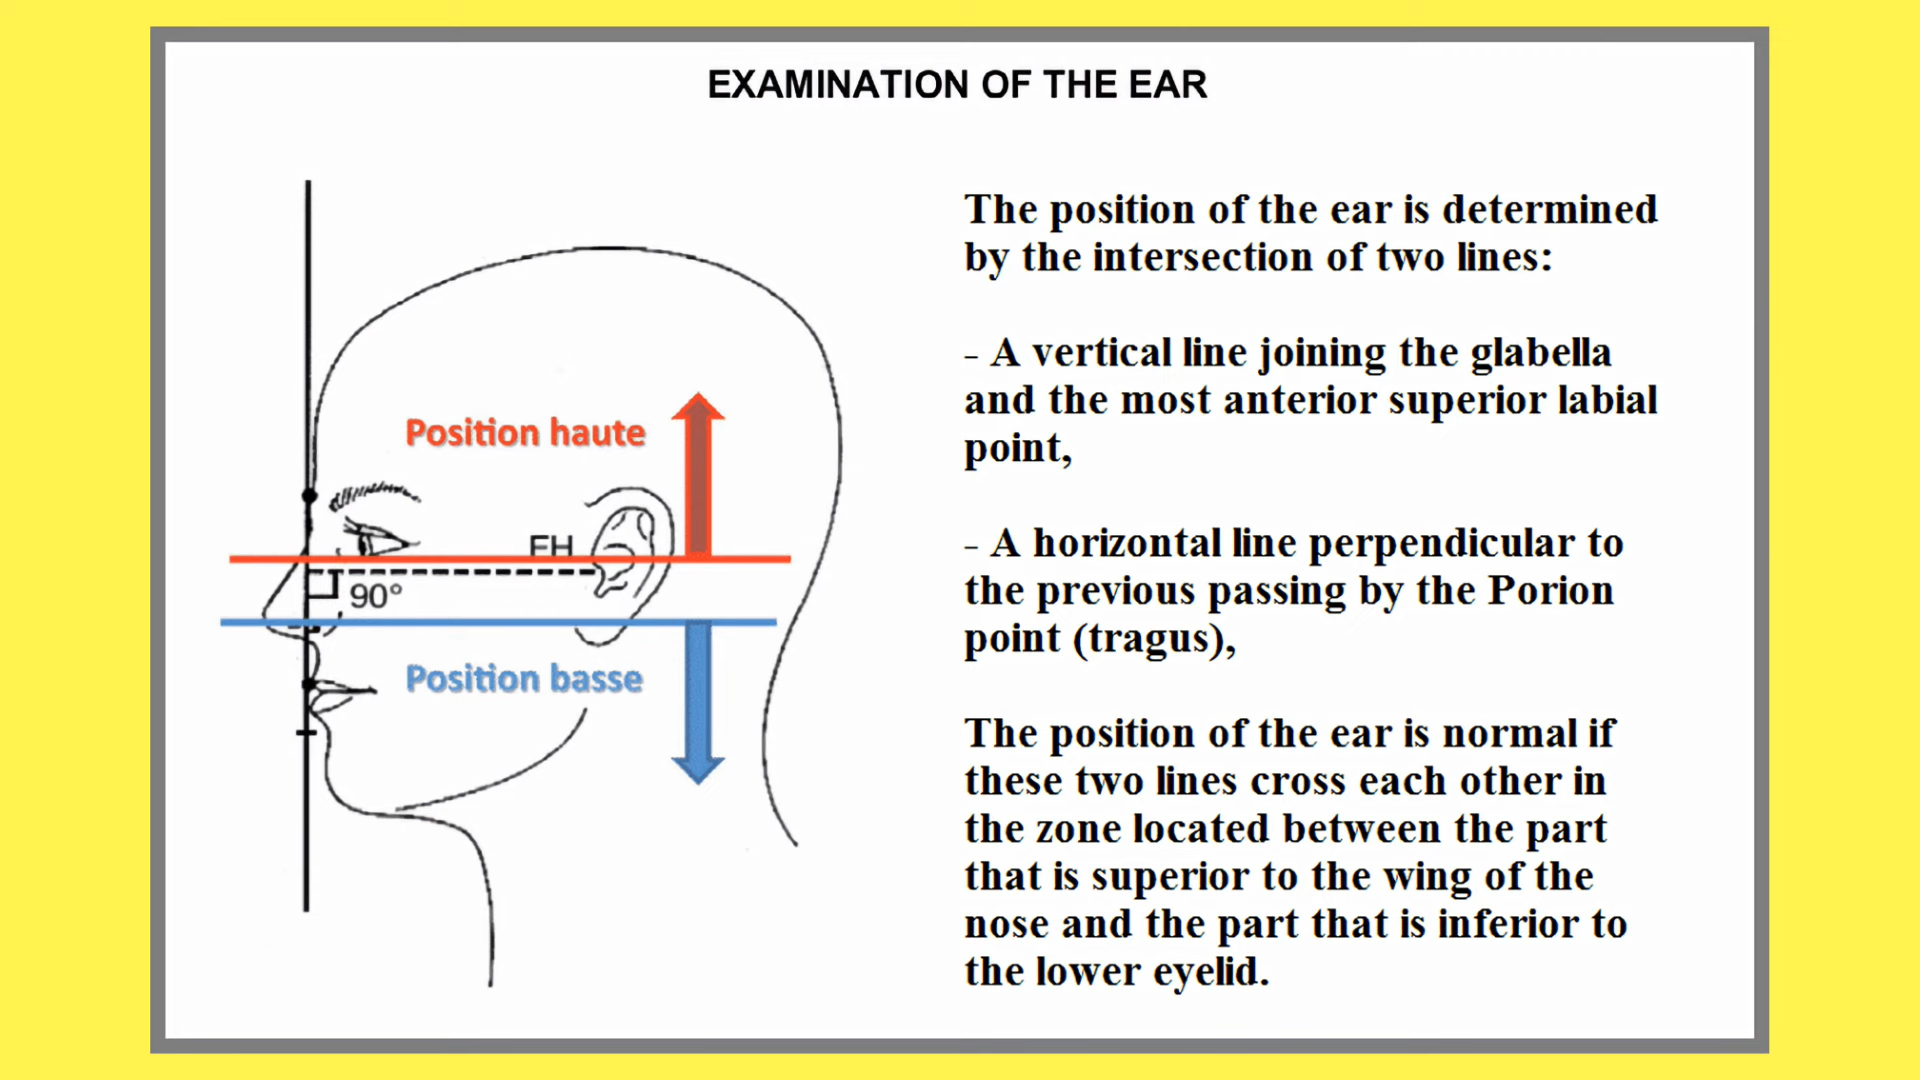 EXAMINATION OF THE EAR
Position haute
FH
90°
Position basse
The position of the ear is determined
by the intersection of two lines:
- A vertical line joining the glabella
and the most anterior superior labial
point,
- A horizontal line perpendicular to
the previous passing by the Porion
point (tragus),
The position of the ear is normal if
these two lines cross each other in
the zone located between the part
that is superior to the wing of the
nose and the part that is inferior to
the lower eyelid.